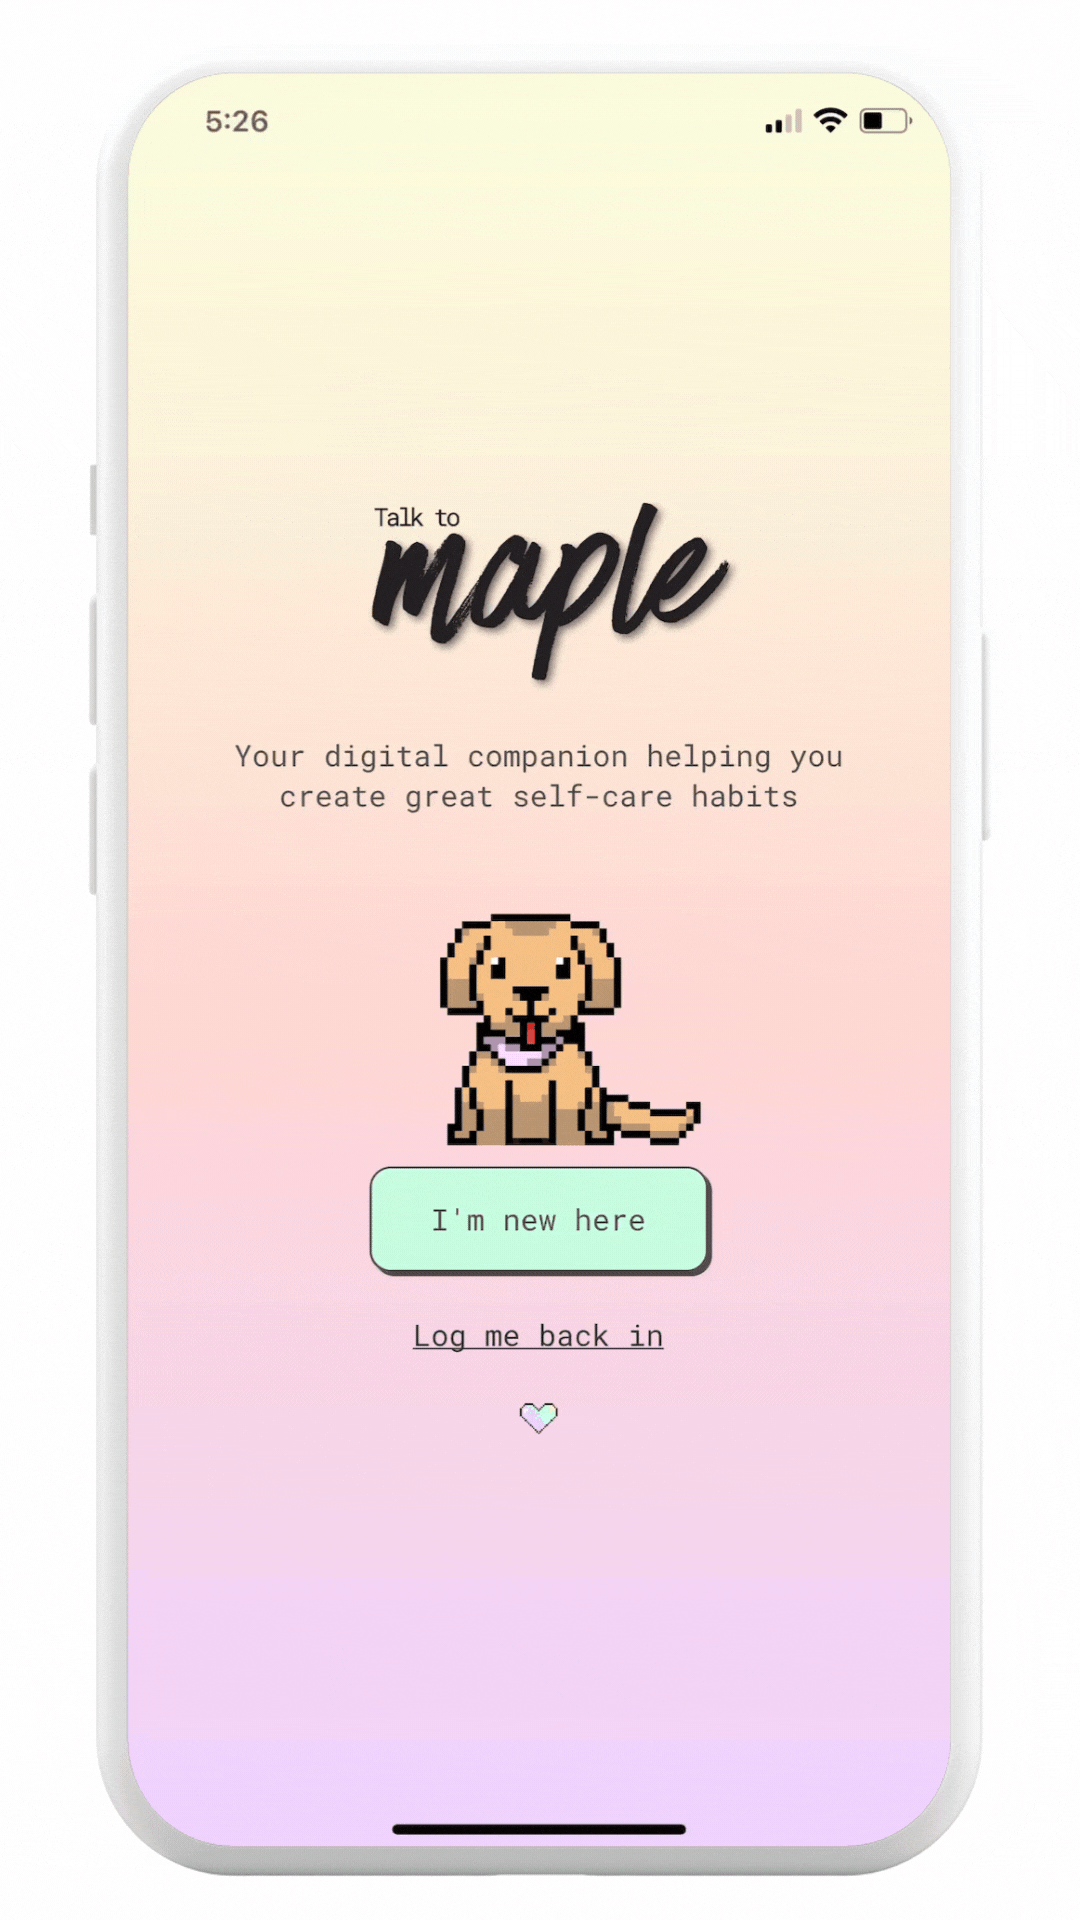 5:26
Talk to
maple
Your digital companion helping you
create great self-care habits
I'm new here
Log me back in